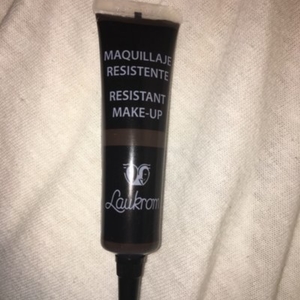 MAQUILLAJE
RESISTENTE
RESISTANT
MAKE-UP
Laukrom